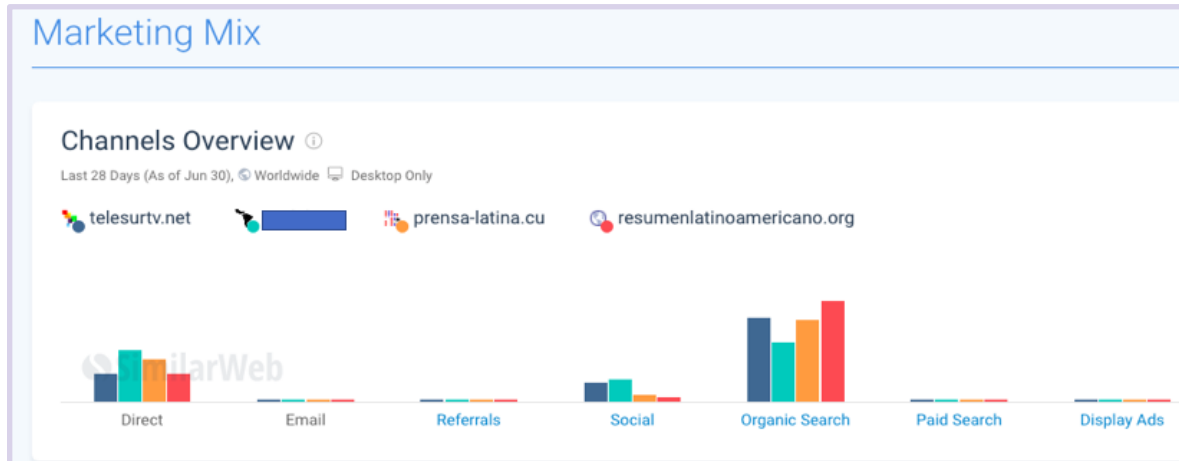 Marketing Mix
Channels Overview
Last 28 Days (As of Jun 30), Worldwide Desktop Only
telesurtv.net prensa-latina.cu resumenlatinoamericano.org
SimilarWeb
Direct Email Referrals Social Organic Search Paid Search Display Ads